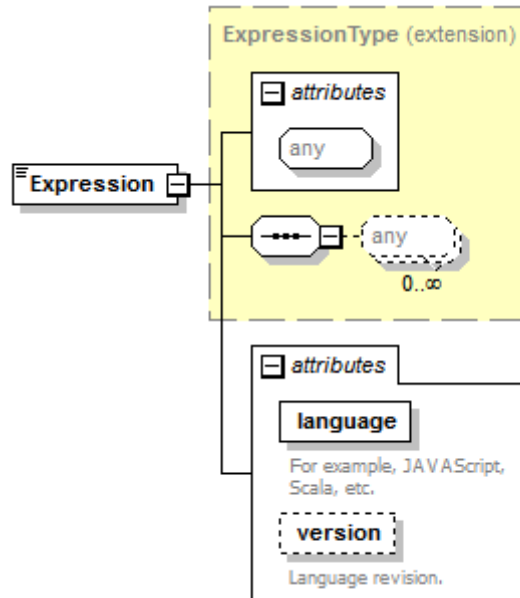 ExpressionType (extension)
attributes
any
Expression
any
0..∞
attributes
language
For example, JAVAScript,
Scala, etc.
version
Language revision.